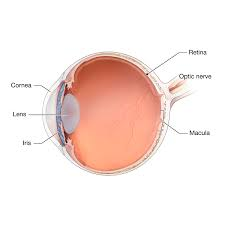 Retina
Optic nerve
Cornea
Lens
Macula
Iris